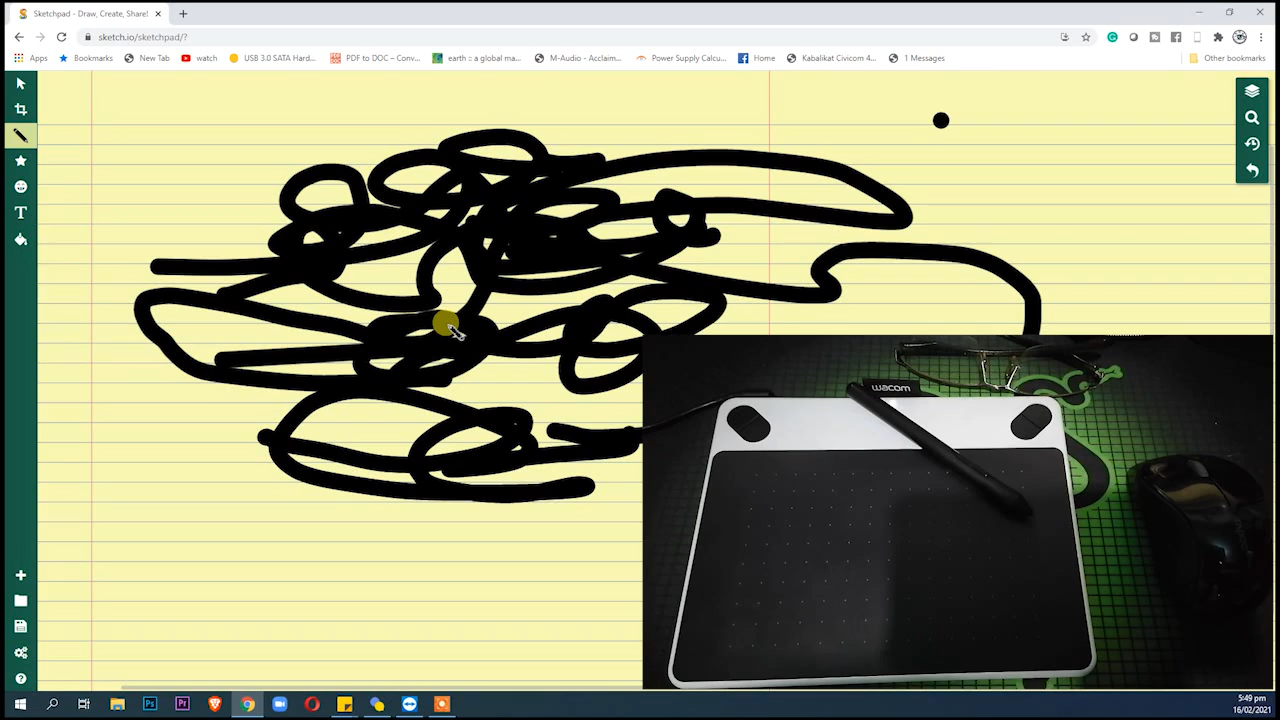 Sketchpad - Draw, Create, Share!
sketch.io/sketchpad/?
Apps
Bookmarks
New Tab
watch
USB 3.0 SATA Hard...
PDF to DOC – Conv...
earth :: a global ma...
M-Audio - Acclaim...
Power Supply Calcu...
Home
Kabalikat Civicom 4...
1 Messages
Other bookmarks
T
wacom
Ps
Pr
5:49 pm
16/02/2021